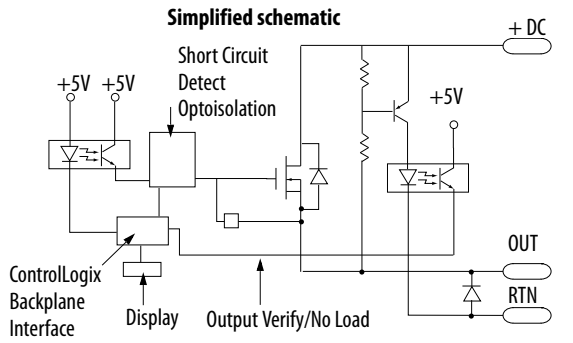 Simplified schematic
+ DC
Short Circuit
Detect
Optoisolation
+5V
+5V
+5V
OUT
RTN
ControlLogix
Backplane
Interface
Display
Output Verify/No Load